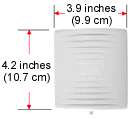 3.9 inches
(9.9 cm)
4.2 inches
(10.7 cm)